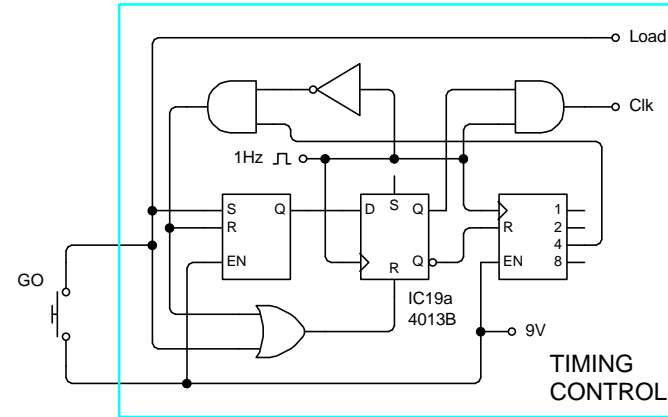 Load
Clk
1Hz
S Q
R
EN
D S Q
R Q
1
R 2
4
EN 8
GO
IC19a
4013B
9V
TIMING
CONTROL